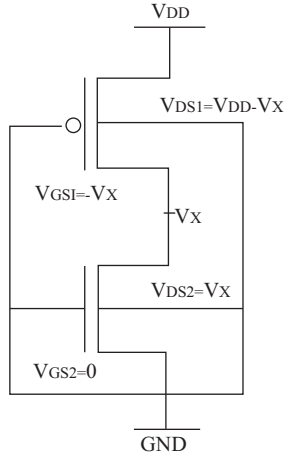 VDD
VDS1=VDD-VX
VGSI=-VX
VX
VDS2=VX
VGS2=0
GND